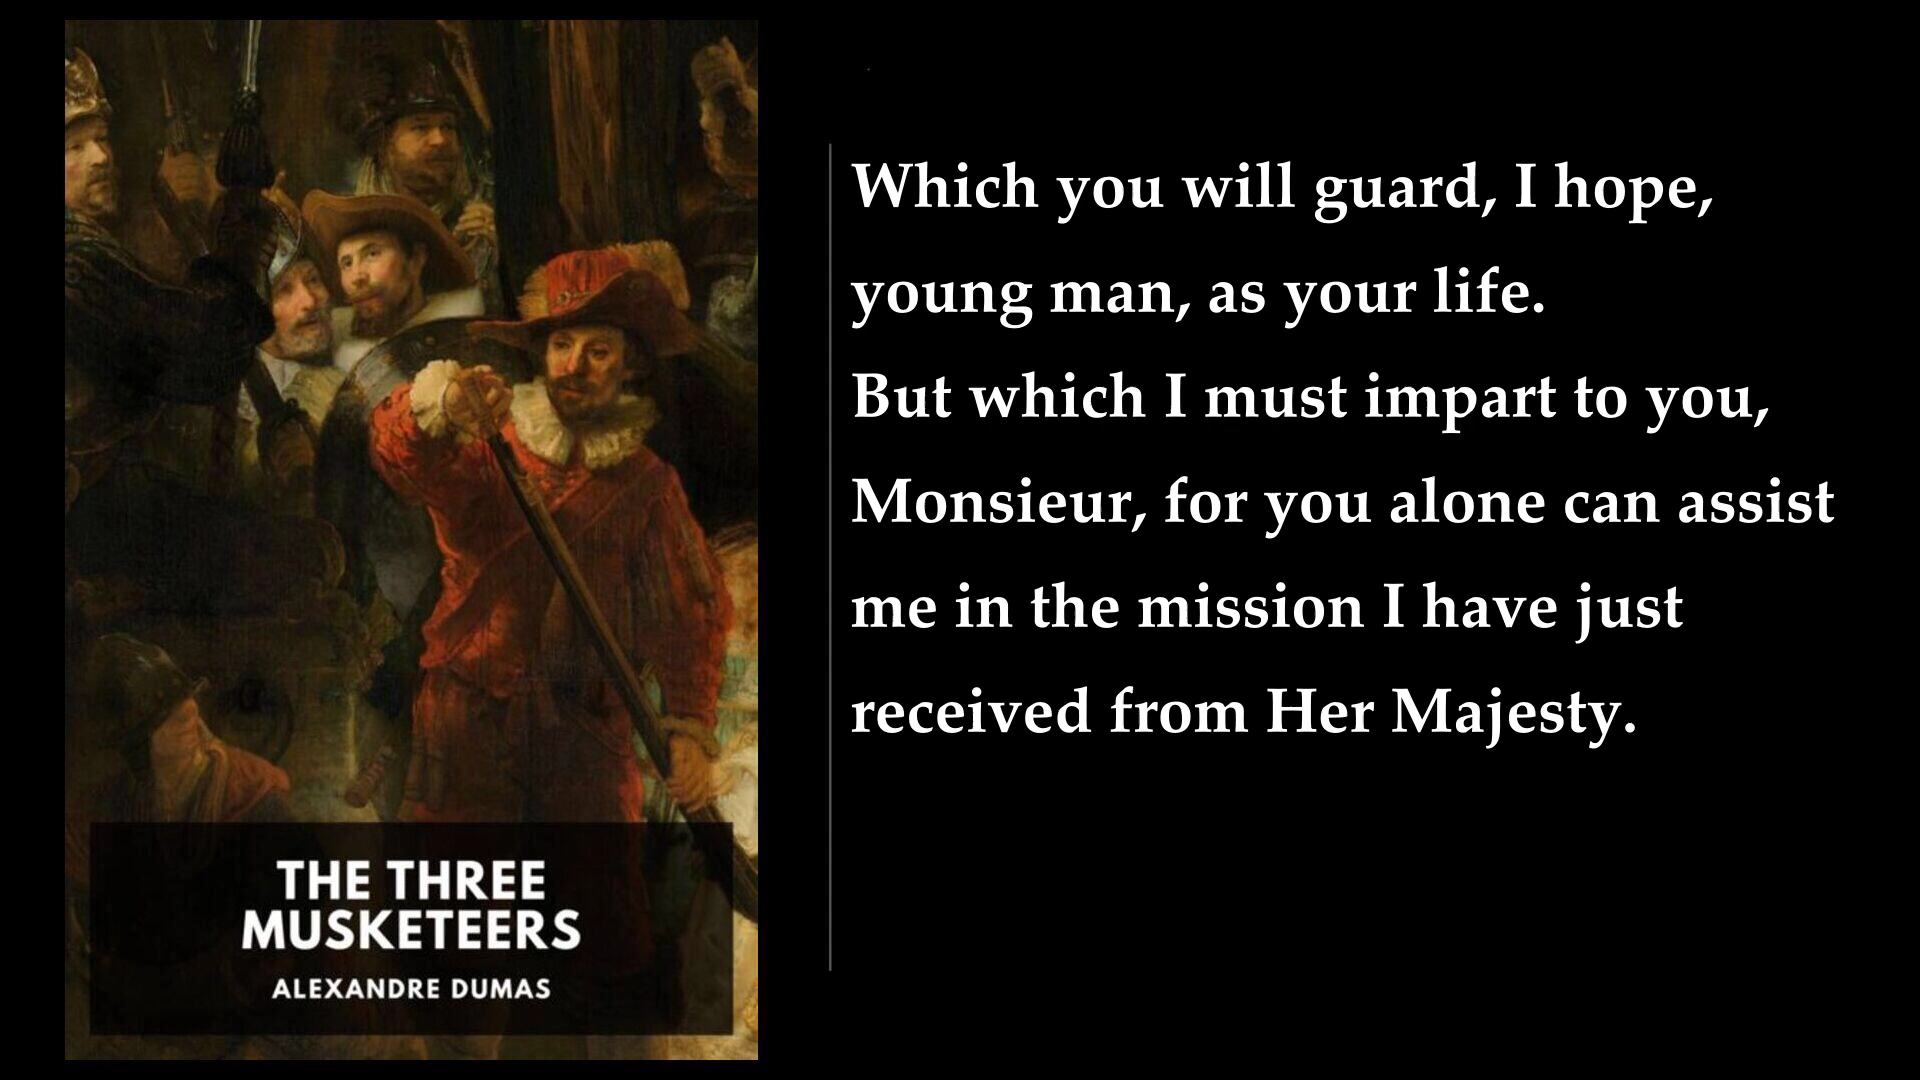 Which you will guard, I hope,
young man, as your life.
But which I must impart to you,
Monsieur, for you alone can assist
me in the mission I have just
received from Her Majesty.
THE THREE
MUSKETEERS
ALEXANDRE DUMAS